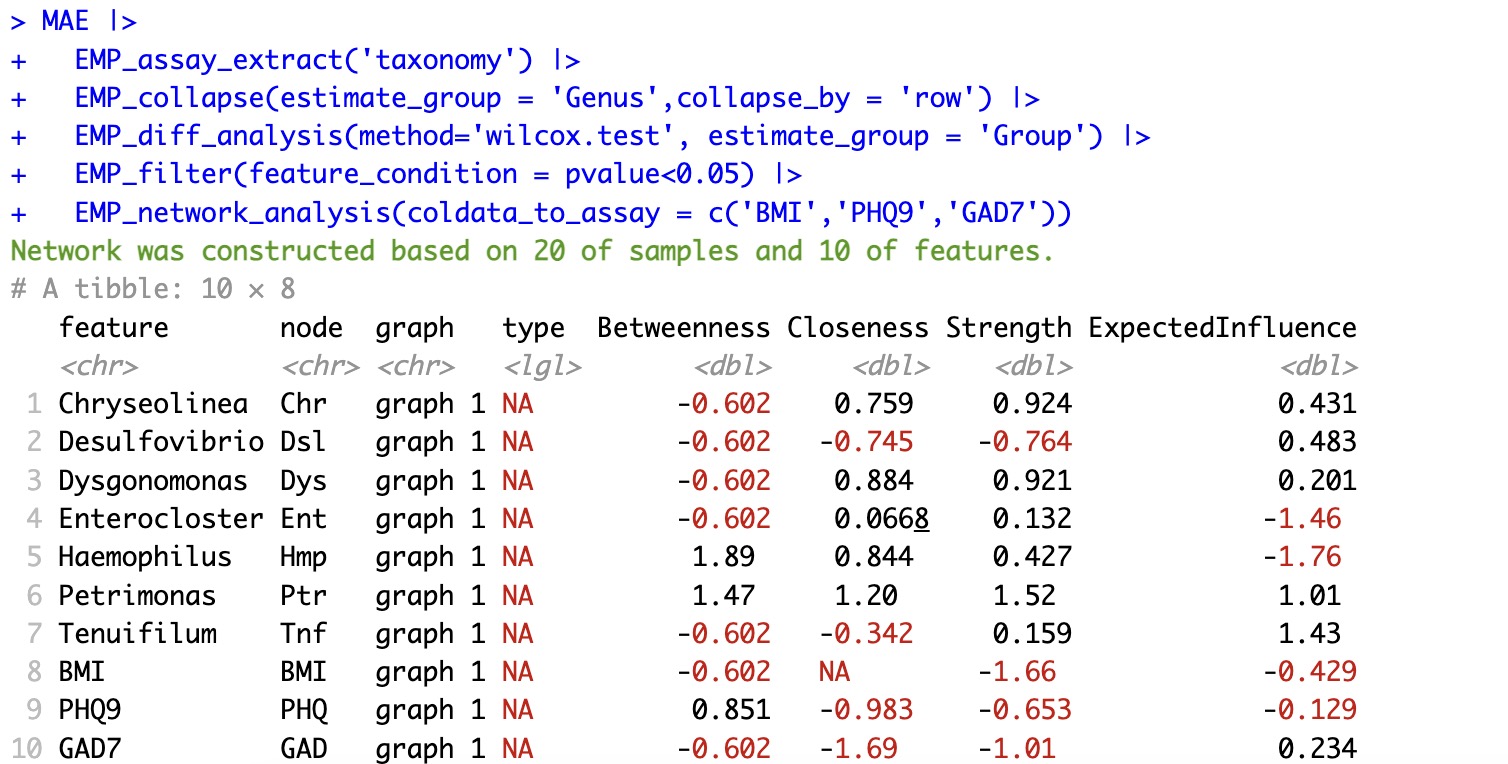 > MAE |>
+   EMP_assay_extract('taxonomy') |>
+   EMP_collapse(estimate_group = 'Genus',collapse_by = 'row') |>
+   EMP_diff_analysis(method='wilcox.test', estimate_group = 'Group') |>
+   EMP_filter(feature_condition = pvalue<0.05) |>
+   EMP_network_analysis(coldata_to_assay = c('BMI','PHQ9','GAD7'))
Network was constructed based on 20 of samples and 10 of features.
# A tibble: 10 × 8
   feature       node  graph   type  Betweenness Closeness Strength ExpectedInfluence
   <chr>         <chr> <chr>   <lgl>       <dbl>     <dbl>    <dbl>             <dbl>
 1 Chryseolinea  Chr   graph 1 NA         -0.602    0.759     0.924             0.431
 2 Desulfovibrio Dsl   graph 1 NA         -0.602   -0.745    -0.764             0.483
 3 Dysgonomonas  Dys   graph 1 NA         -0.602    0.884     0.921             0.201
 4 Enterocloster Ent   graph 1 NA         -0.602    0.0668    0.132            -1.46
 5 Haemophilus   Hmp   graph 1 NA          1.89     0.844     0.427            -1.76
 6 Petrimonas    Ptr   graph 1 NA          1.47     1.20      1.52              1.01
 7 Tenuifilum    Tnf   graph 1 NA         -0.602   -0.342     0.159             1.43
 8 BMI           BMI   graph 1 NA         -0.602   NA        -1.66             -0.429
 9 PHQ9          PHQ   graph 1 NA          0.851   -0.983    -0.653            -0.129
10 GAD7          GAD   graph 1 NA         -0.602   -1.69     -1.01              0.234